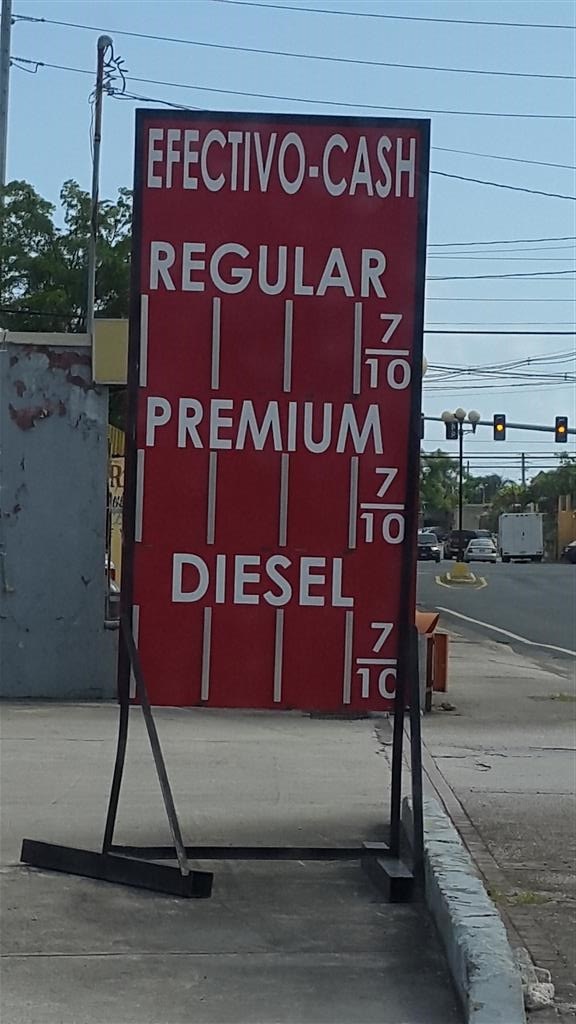 EFECTIVO-CASH
REGULAR
7/10
PREMIUM
7/10
DIESEL
7/10